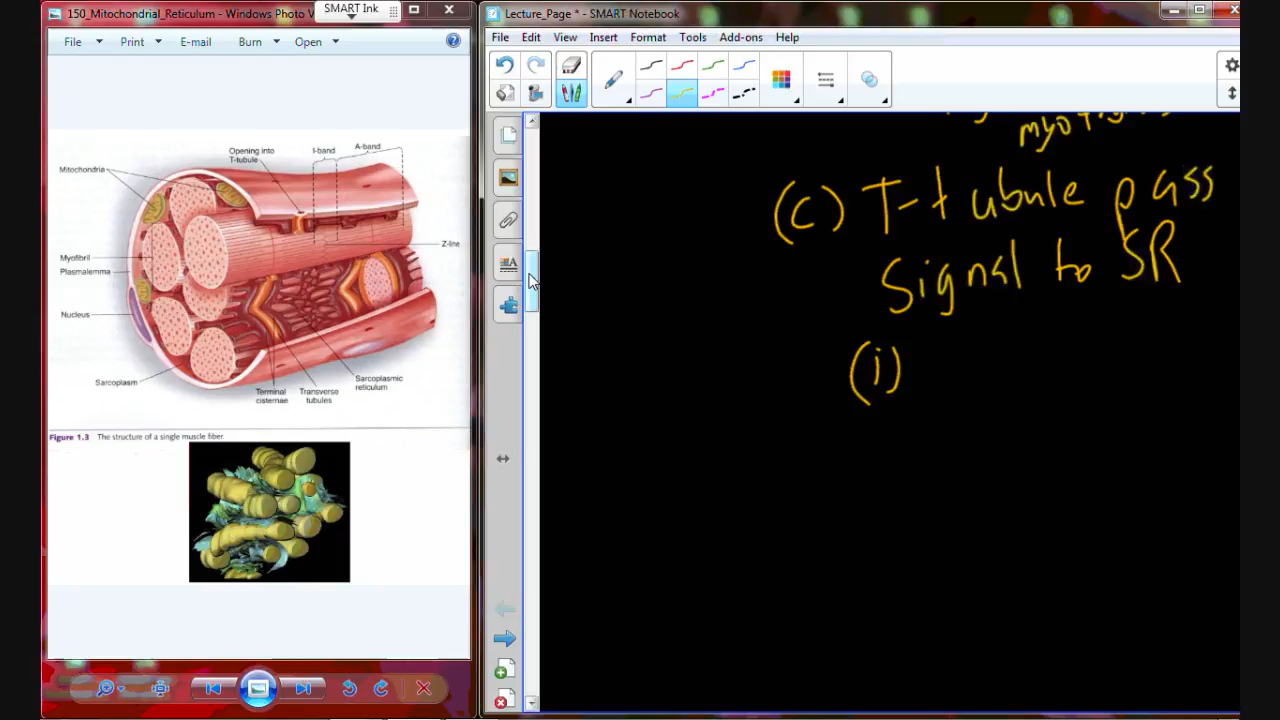 150_Mitochondrial_Reticulum - Windows Photo V
SMART Ink
File Print E-mail Burn Open
Opening into
T-tubule
I-band
A-band
Mitochondria
Z-line
Myofibril
Plasmalemma
Nucleus
Sarcoplasm
Terminal
cisternae
Transverse
tubules
Sarcoplasmic
reticulum
Figure 1.3 The structure of a single muscle fiber.
Lecture_Page * - SMART Notebook
File Edit View Insert Format Tools Add-ons Help
(c) T-tubule pass
Signal to SR
(i)